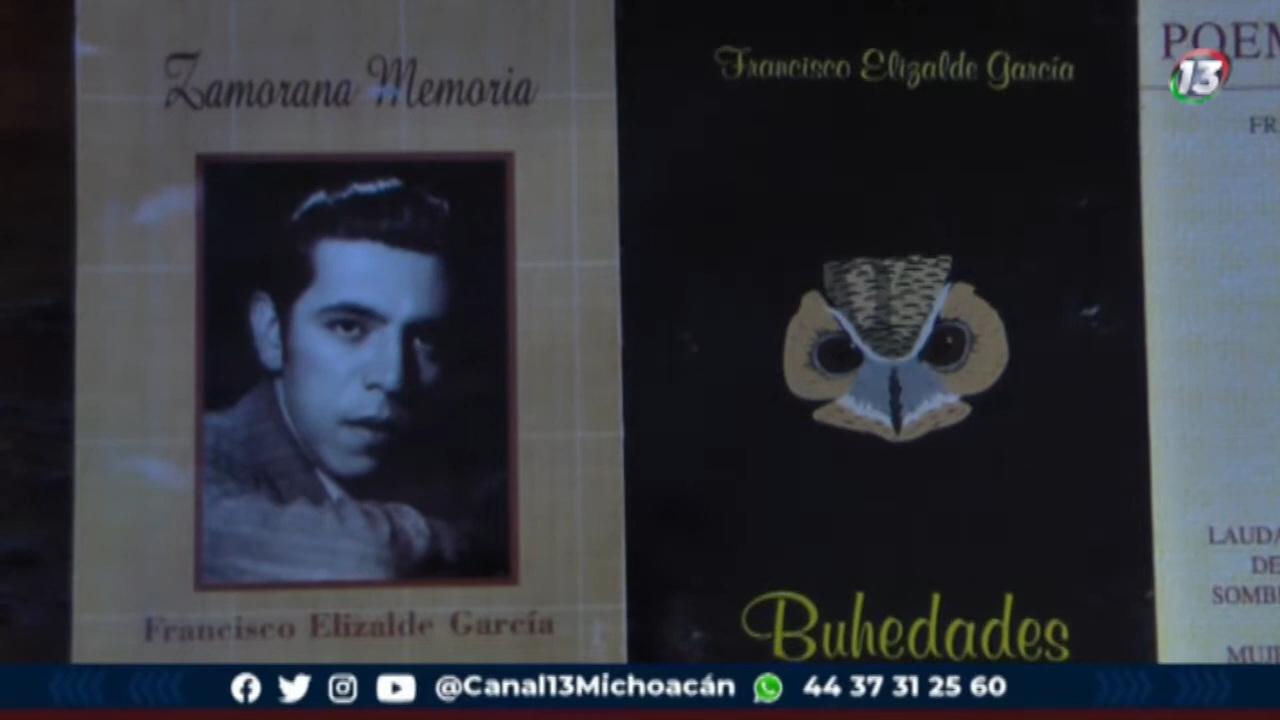 Zamorana Memoria
Francisco Elizalde García
Francisco Elizalde García
Buhedades
POEM
FR
LAUDA
DE
SOMB
MUJE
13
@Canal13Michoacán 44 37 31 25 60